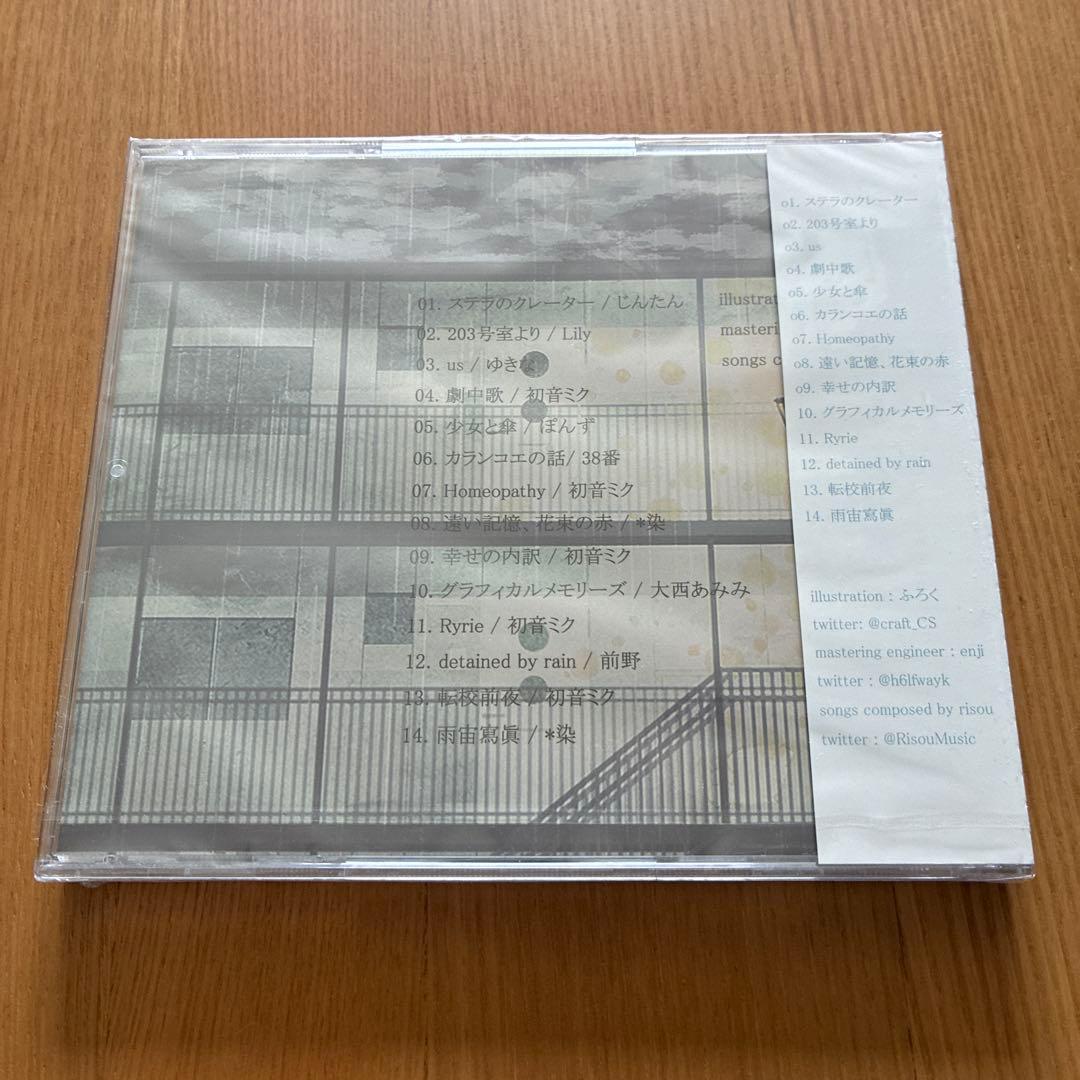 01. ステラのクレーター / じんたん
02. 203号室より / Lily
03. us / ゆきな
04. 劇中歌 / 初音ミク
05. 少女と傘 / ぽんず
06. カランコエの話/ 38番
07. Homeopathy / 初音ミク
08. 遠い記憶、花束の赤 / *染
09. 幸せの内訳 / 初音ミク
10. グラフィカルメモリーズ / 大西あみみ
11. Ryrie / 初音ミク
12. detained by rain / 前野
13. 転校前夜 / 初音ミク
14. 雨宙寫眞 / *染
illustrat
masteri
songs c
o1. ステラのクレーター
o2. 203号室より
o3. us
o4. 劇中歌
o5. 少女と傘
o6. カランコエの話
o7. Homeopathy
o8. 遠い記憶、花束の赤
o9. 幸せの内訳
10. グラフィカルメモリーズ
11. Ryrie
12. detained by rain
13. 転校前夜
14. 雨宙寫眞
illustration : ふろく
twitter: @craft_CS
mastering engineer : enji
twitter : @h6lfwayk
songs composed by risou
twitter : @RisouMusic